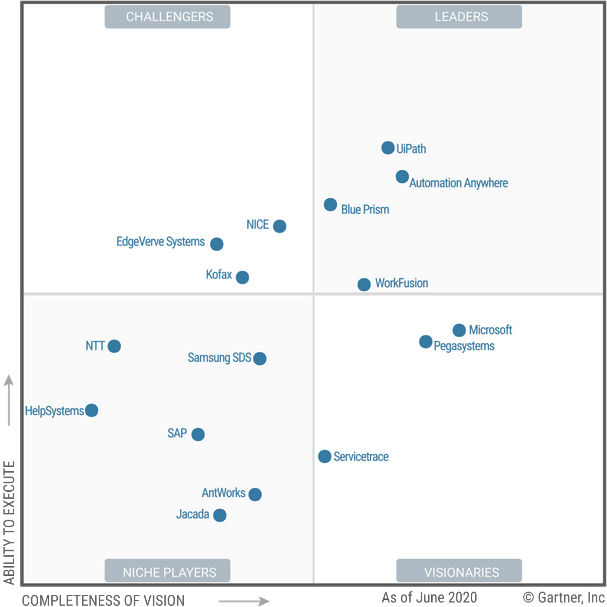 CHALLENGERS
LEADERS
UiPath
Automation Anywhere
Blue Prism
NICE
EdgeVerve Systems
Kofax
WorkFusion
Microsoft
Pegasystems
NTT
Samsung SDS
HelpSystems
SAP
Servicetrace
AntWorks
Jacada
NICHE PLAYERS
VISIONARIES
ABILITY TO EXECUTE
COMPLETENESS OF VISION
As of June 2020
© Gartner, Inc